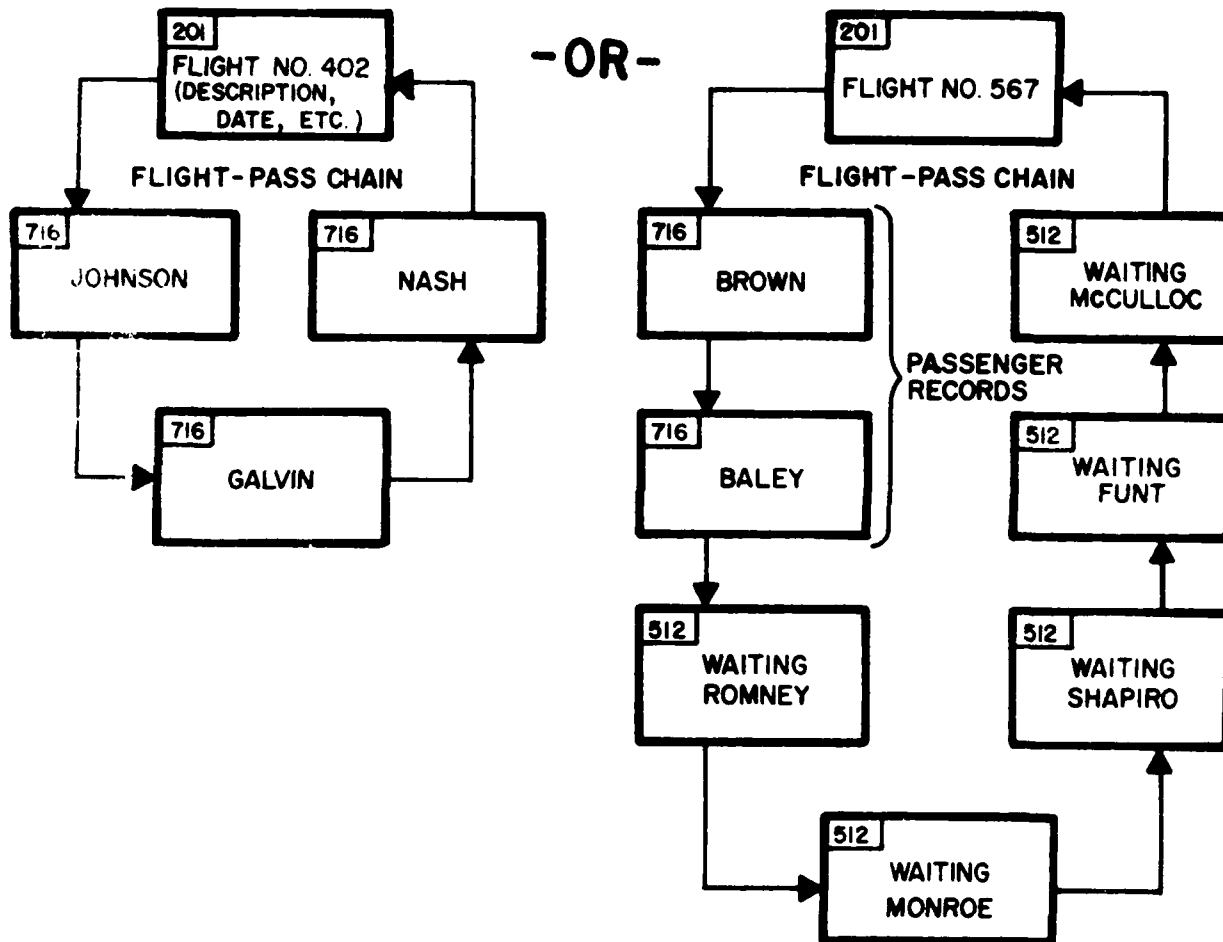 201
FLIGHT NO. 402
(DESCRIPTION,
DATE, ETC.)
FLIGHT-PASS CHAIN
716
JOHNSON
716
NASH
716
GALVIN
-OR-
201
FLIGHT NO. 567
FLIGHT-PASS CHAIN
716
BROWN
716
BALEY
PASSENGER
RECORDS
512
WAITING
ROMNEY
512
WAITING
MONROE
512
WAITING
SHAPIRO
512
WAITING
FUNT
512
WAITING
McCULLOC